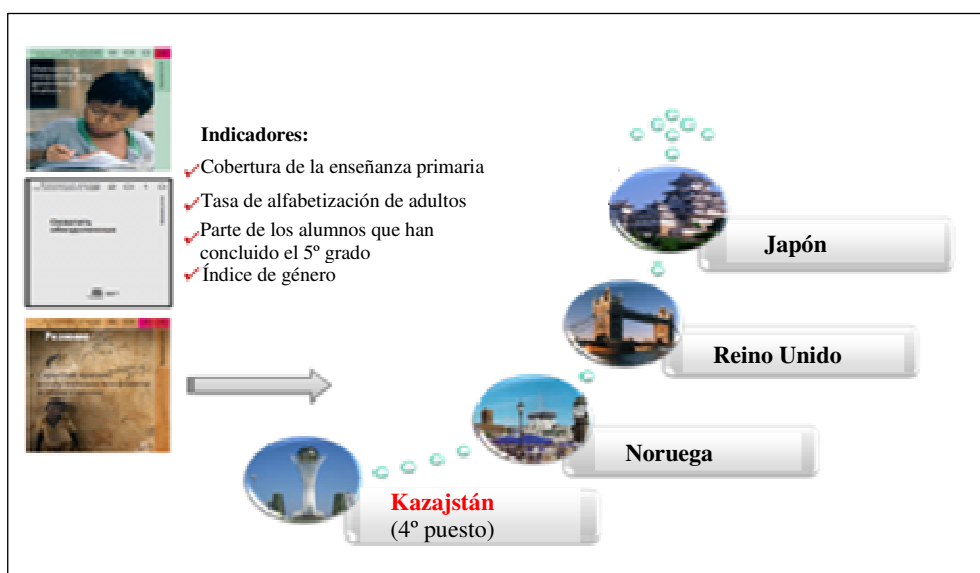 Indicadores:
Cobertura de la enseñanza primaria
Tasa de alfabetización de adultos
Parte de los alumnos que han
concluido el 5º grado
Índice de género
Japón
Reino Unido
Noruega
Kazajstán
(4º puesto)